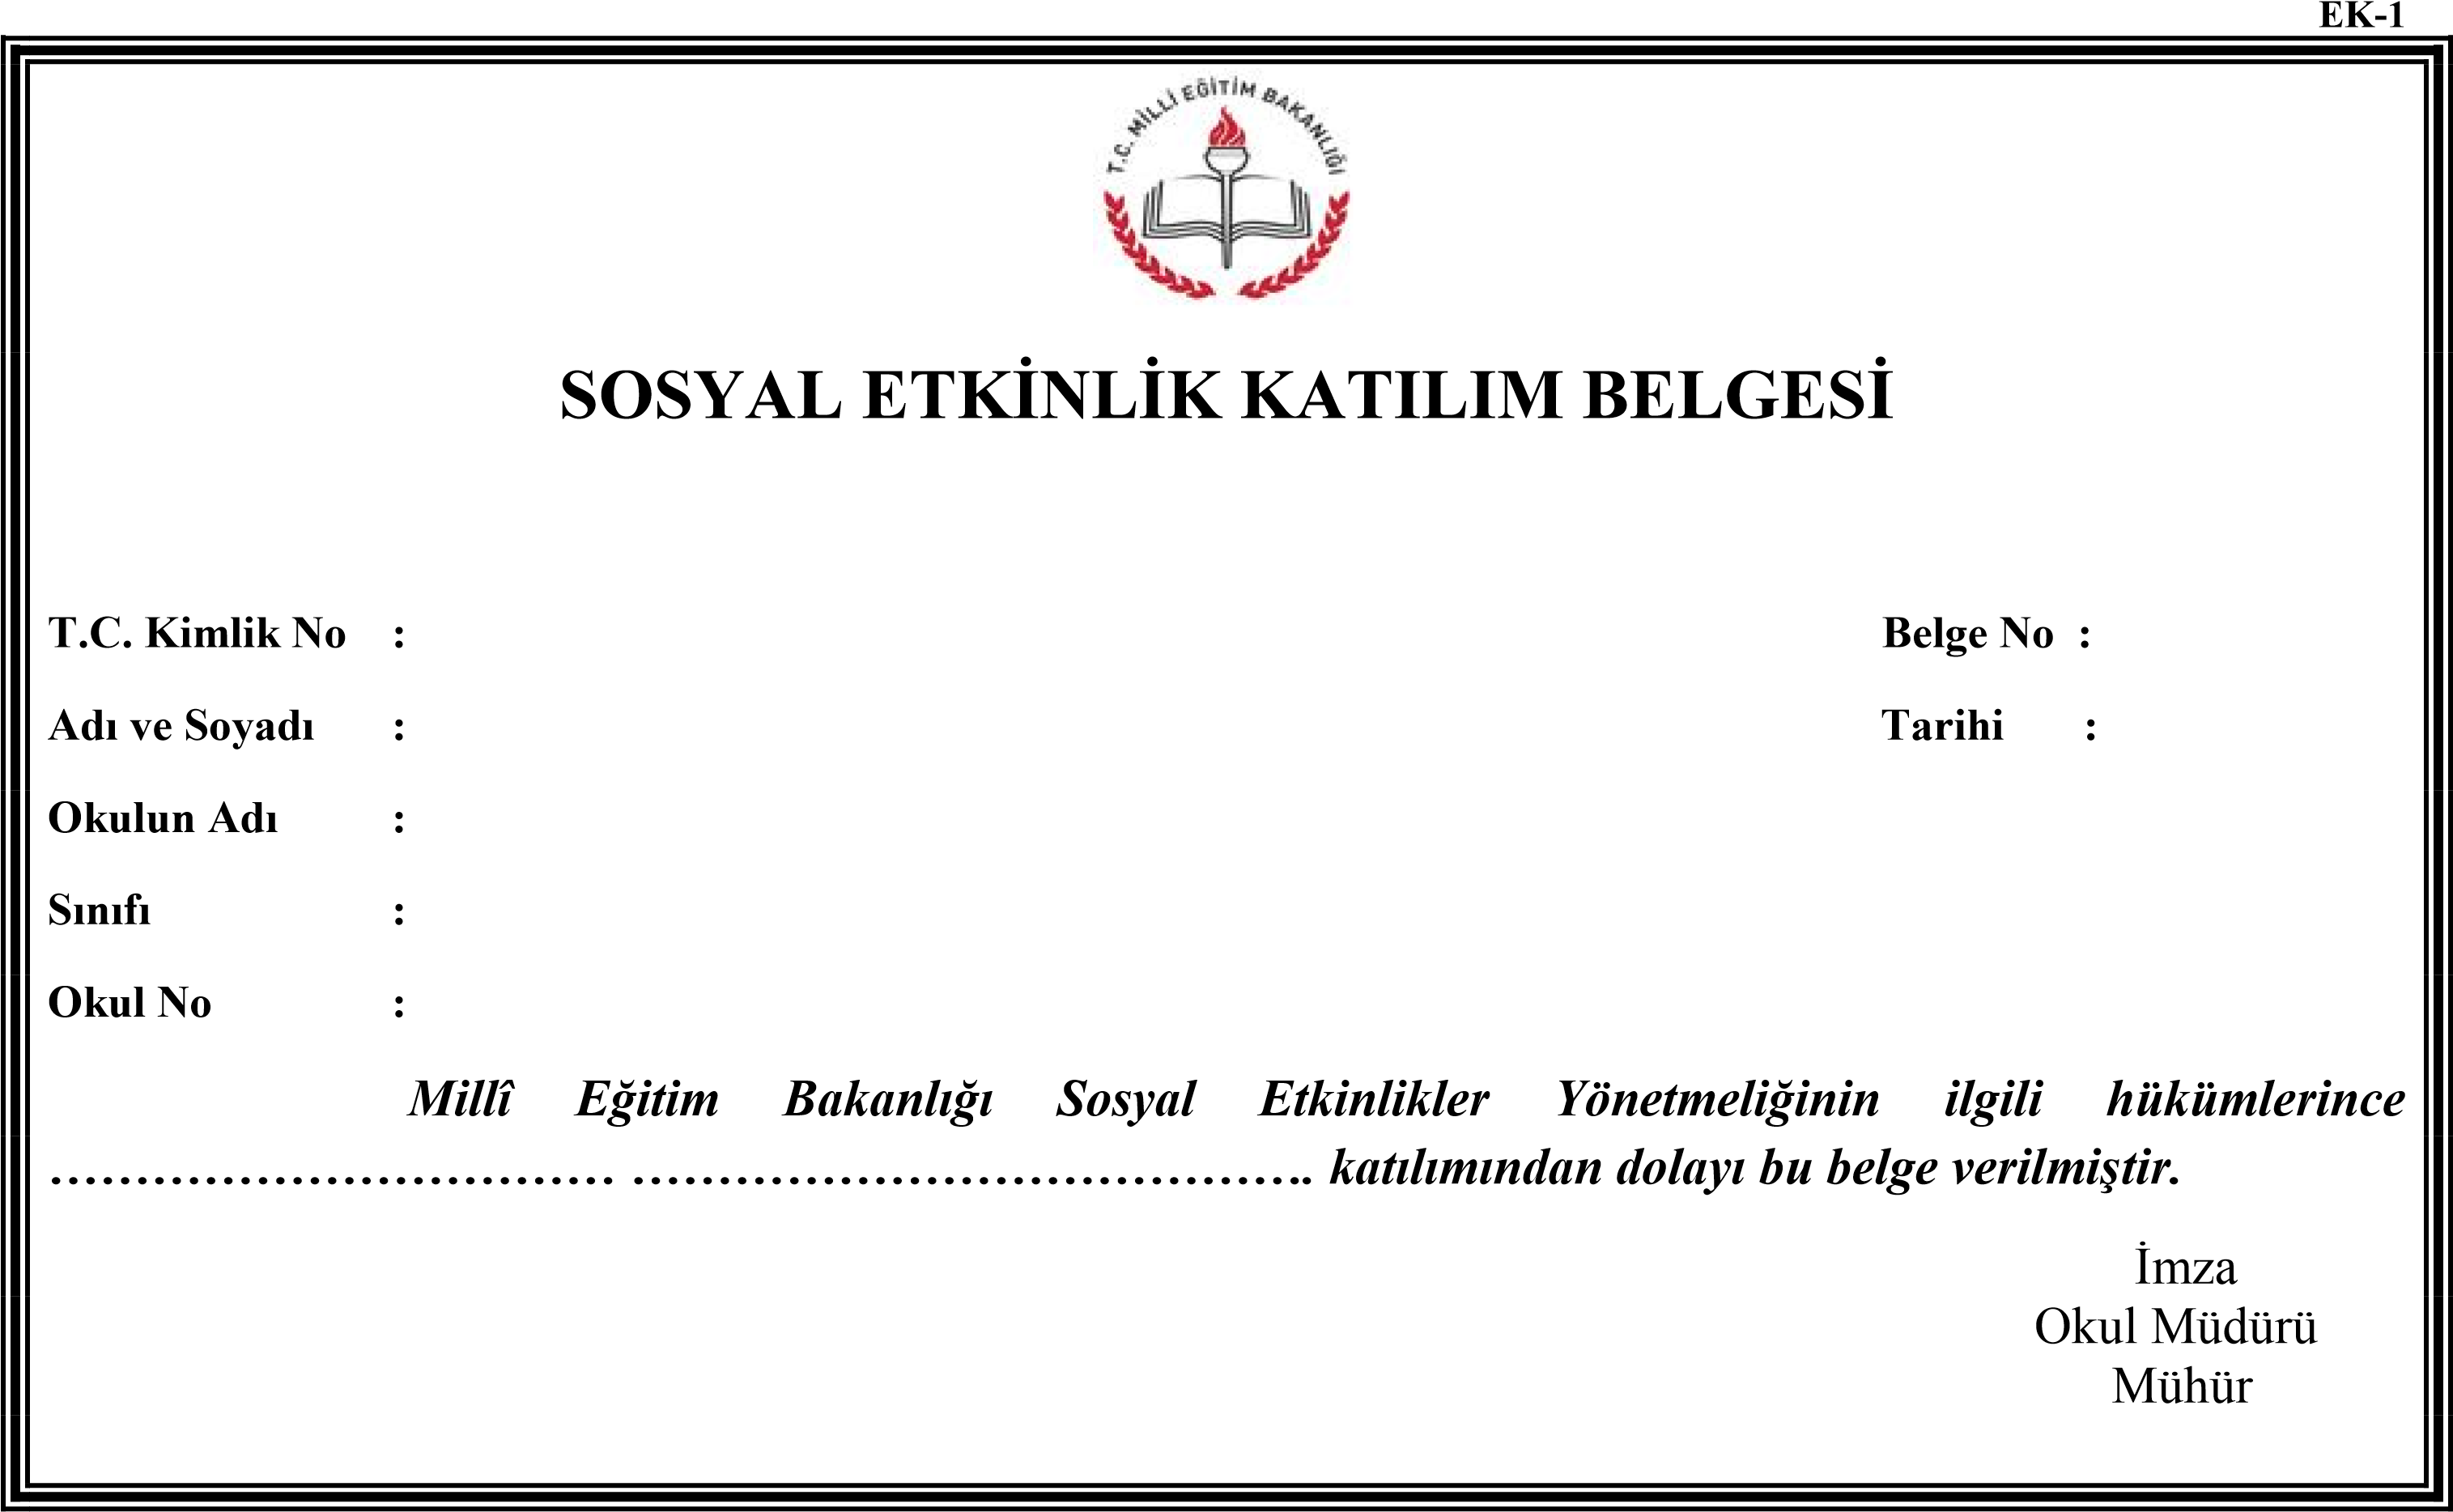 EK-1
T.C. MİLLİ EĞİTİM BAKANLIĞI
SOSYAL ETKİNLİK KATILIM BELGESİ
T.C. Kimlik No : Belge No :
Adı ve Soyadı : Tarihi :
Okulun Adı :
Sınıfı :
Okul No :
Millî Eğitim Bakanlığı Sosyal Etkinlikler Yönetmeliğinin ilgili hükümlerince
…………………………… ………………………………….. katılımından dolayı bu belge verilmiştir.
İmza
Okul Müdürü
Mühür